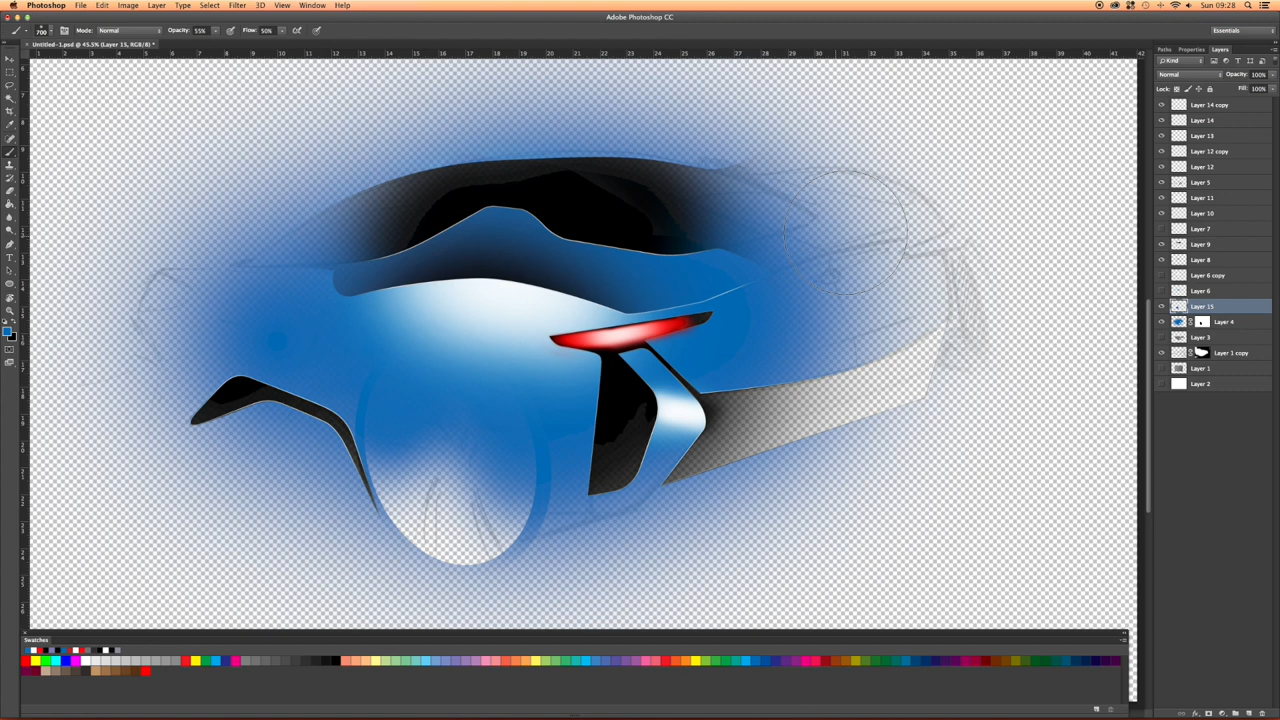 Photoshop File Edit Image Layer Type Select Filter 3D View Window Help Sun 09:28
Adobe Photoshop CC
700 Mode: Normal Opacity: 55% Flow: 50% Essentials
Untitled-1.psd @ 45.5% (Layer 15, RGB/8) *
Paths Properties Layers
Kind
Normal Opacity: 100%
Lock: Fill: 100%
Layer 14 copy
Layer 14
Layer 13
Layer 12 copy
Layer 12
Layer 5
Layer 11
Layer 10
Layer 7
Layer 9
Layer 8
Layer 6 copy
Layer 6
Layer 15
Layer 4
Layer 3
Layer 1 copy
Layer 1
Layer 2
Swatches